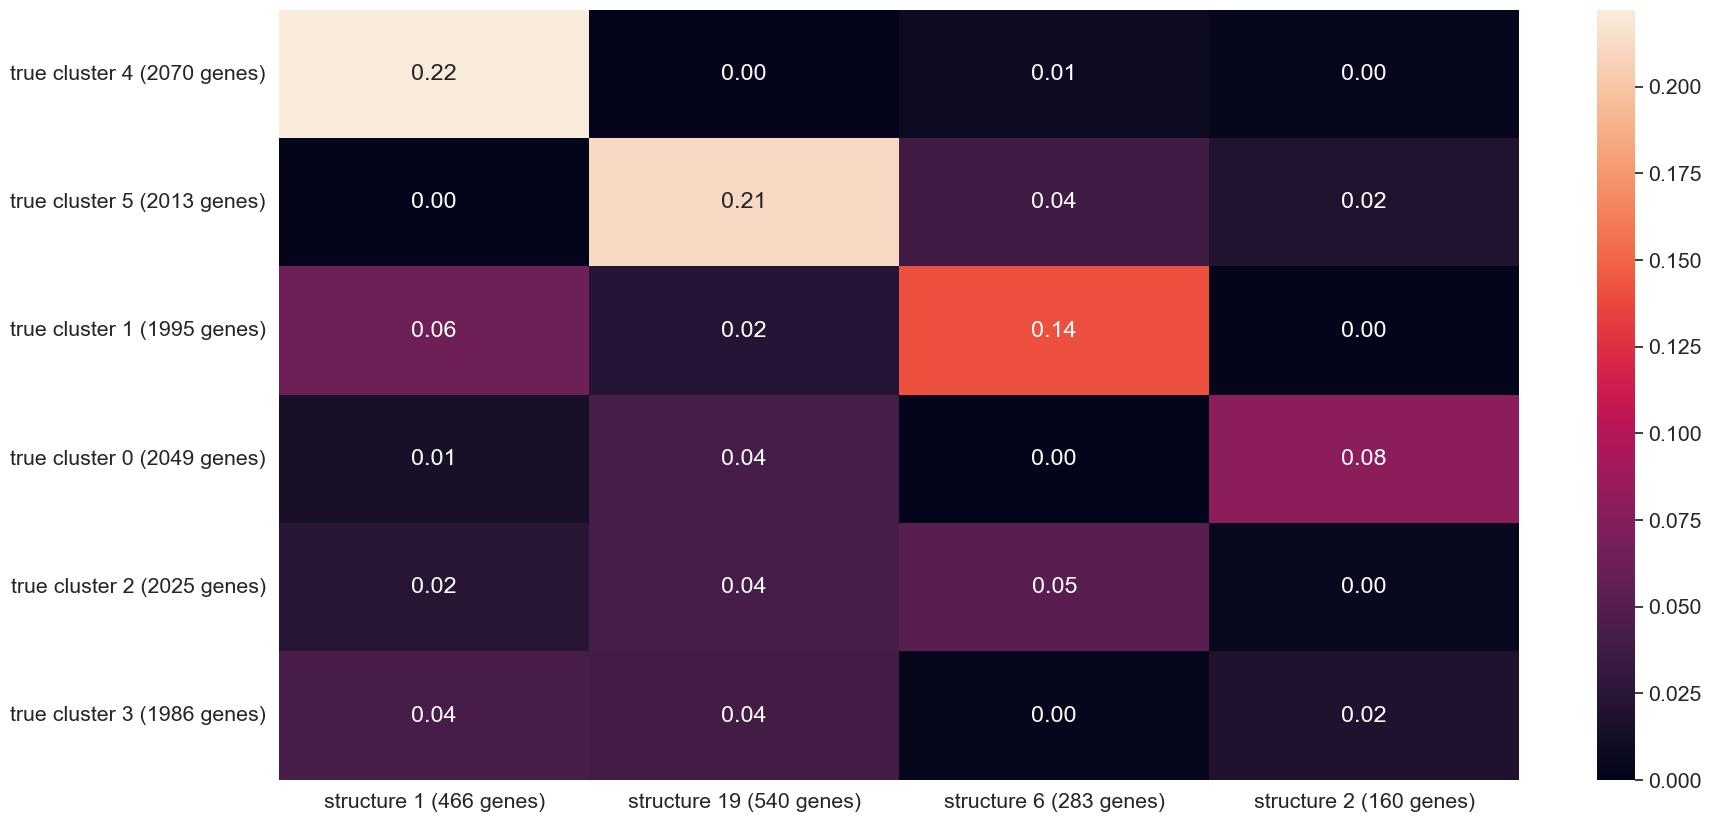 true cluster 4 (2070 genes) 0.22 0.00 0.01 0.00
true cluster 5 (2013 genes) 0.00 0.21 0.04 0.02
true cluster 1 (1995 genes) 0.06 0.02 0.14 0.00
true cluster 0 (2049 genes) 0.01 0.04 0.00 0.08
true cluster 2 (2025 genes) 0.02 0.04 0.05 0.00
true cluster 3 (1986 genes) 0.04 0.04 0.00 0.02
structure 1 (466 genes) structure 19 (540 genes) structure 6 (283 genes) structure 2 (160 genes)
0.200
0.175
0.150
0.125
0.100
0.075
0.050
0.025
0.000